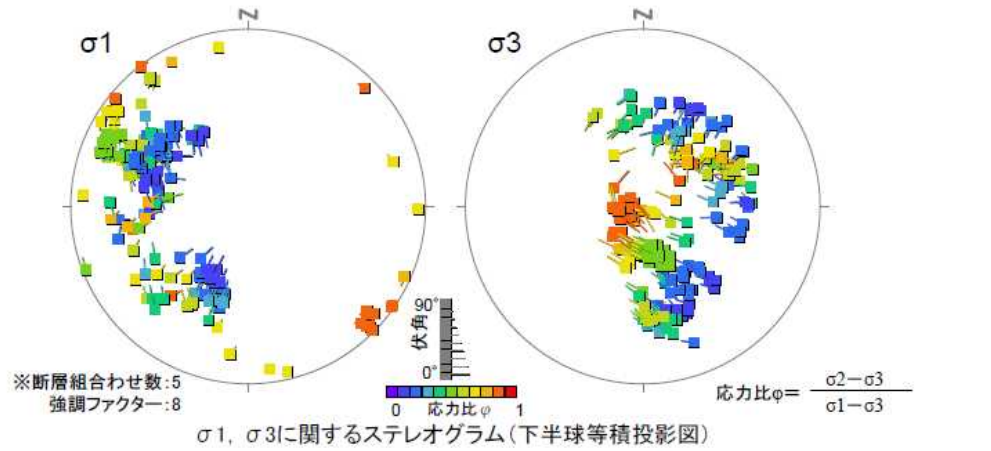 N
N
σ1
σ3
90°
伏角
0°
※断層組合わせ数:5
強調ファクター:8
0 応力比φ 1
応力比φ= σ2−σ3
σ1−σ3
σ1, σ3に関するステレオグラム(下半球等積投影図)